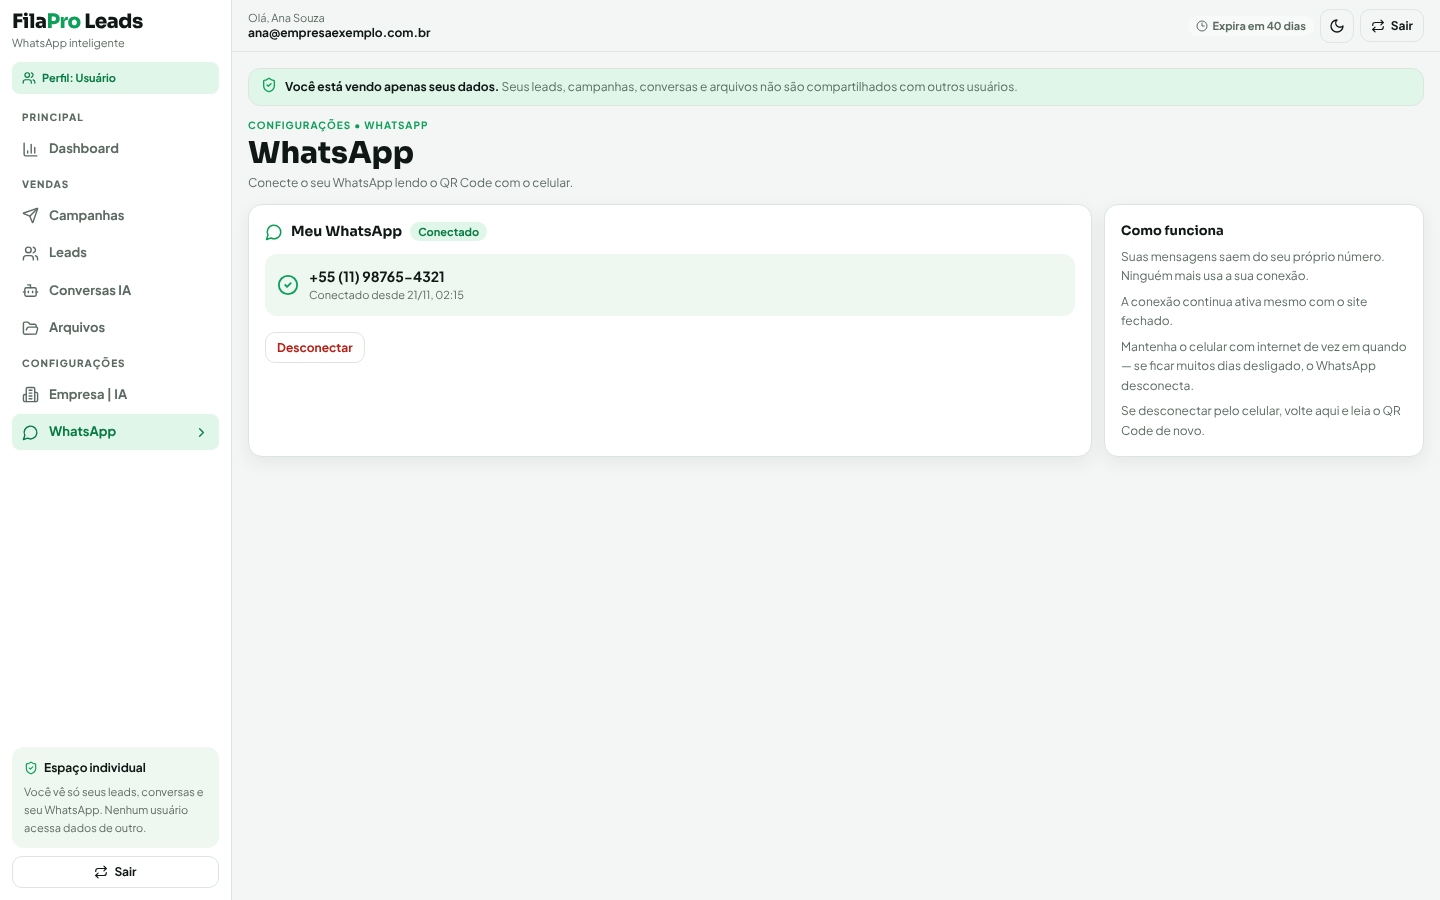 FilaPro Leads
WhatsApp inteligente
Perfil: Usuário
PRINCIPAL
Dashboard
VENDAS
Campanhas
Leads
Conversas IA
Arquivos
CONFIGURAÇÕES
Empresa | IA
WhatsApp
Espaço individual
Você vê só seus leads, conversas e
seu WhatsApp. Nenhum usuário
acessa dados de outro.
Sair
Olá, Ana Souza
ana@empresaexemplo.com.br
Expira em 40 dias
Sair
Você está vendo apenas seus dados. Seus leads, campanhas, conversas e arquivos não são compartilhados com outros usuários.
CONFIGURAÇÕES • WHATSAPP
WhatsApp
Conecte o seu WhatsApp lendo o QR Code com o celular.
Meu WhatsApp Conectado
+55 (11) 98765-4321
Conectado desde 21/11, 02:15
Desconectar
Como funciona
Suas mensagens saem do seu próprio número.
Ninguém mais usa a sua conexão.
A conexão continua ativa mesmo com o site
fechado.
Mantenha o celular com internet de vez em quando
— se ficar muitos dias desligado, o WhatsApp
desconecta.
Se desconectar pelo celular, volte aqui e leia o QR
Code de novo.